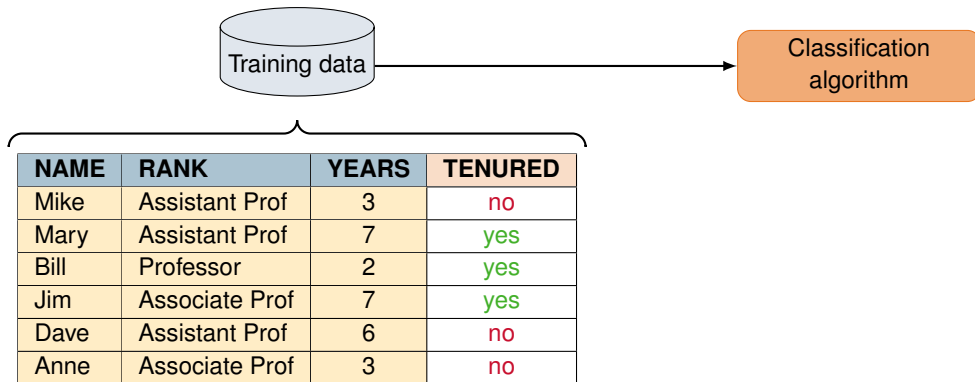 Training data
Classification
algorithm
NAME RANK YEARS TENURED
Mike Assistant Prof 3 no
Mary Assistant Prof 7 yes
Bill Professor 2 yes
Jim Associate Prof 7 yes
Dave Assistant Prof 6 no
Anne Associate Prof 3 no